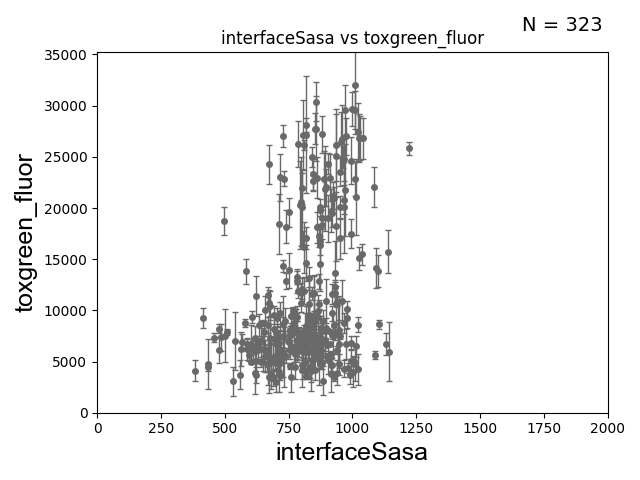 N = 323
interfaceSasa vs toxgreen_fluor
35000
30000
25000
20000
15000
10000
5000
0
toxgreen_fluor
0 250 500 750 1000 1250 1500 1750 2000
interfaceSasa